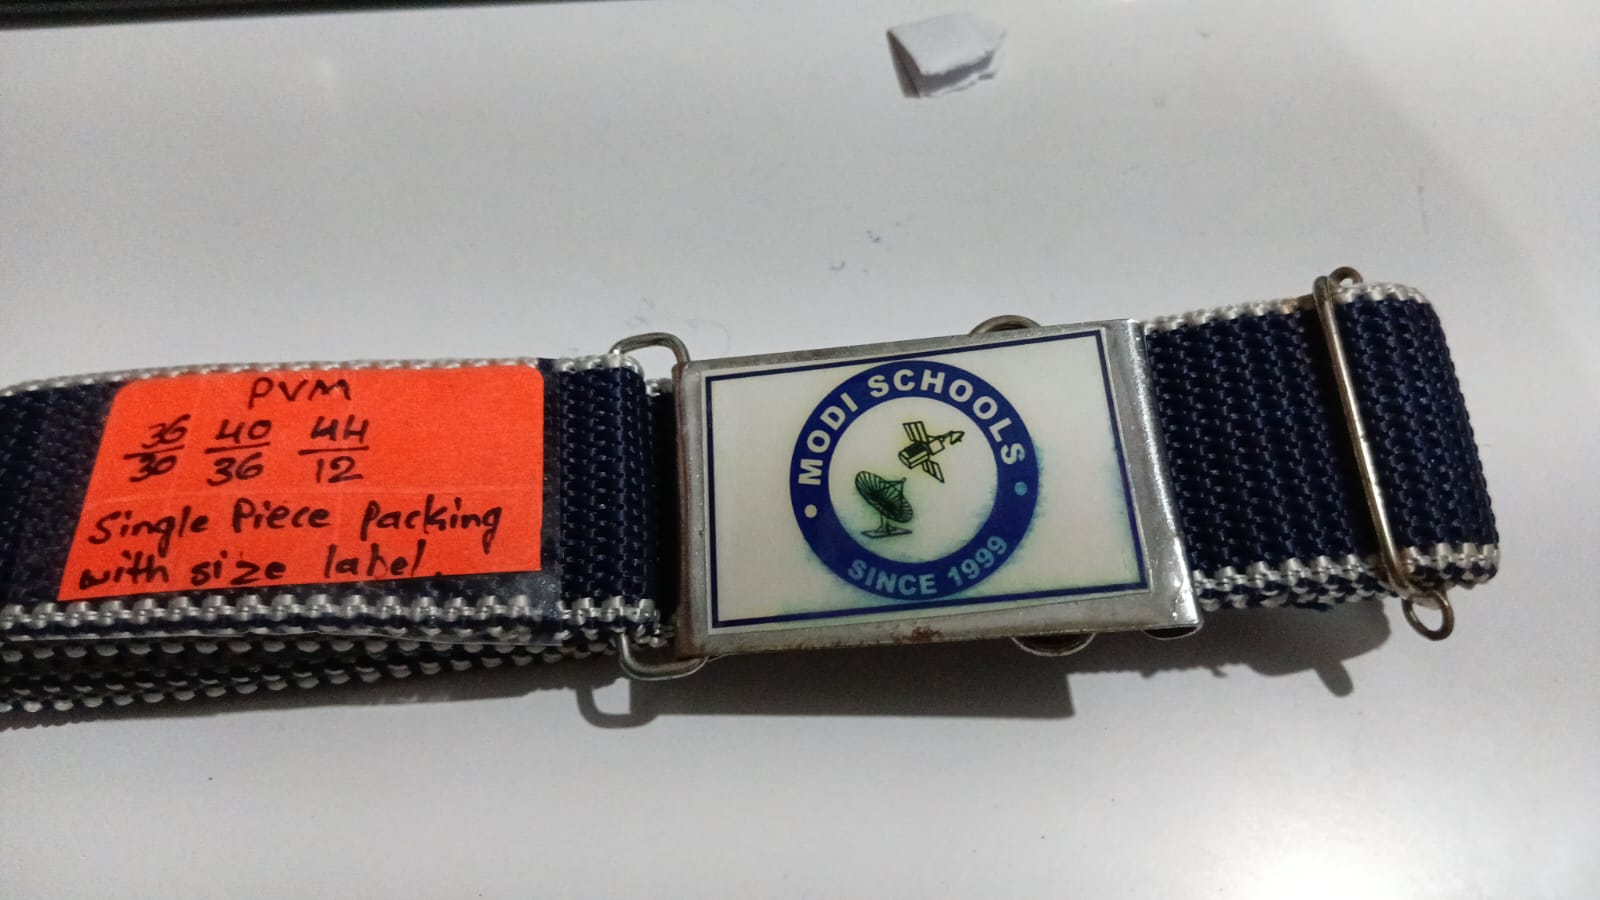 PVM
36 40 44
30 36 12
Single Piece Packing
with size label.
MODI SCHOOLS
SINCE 1999